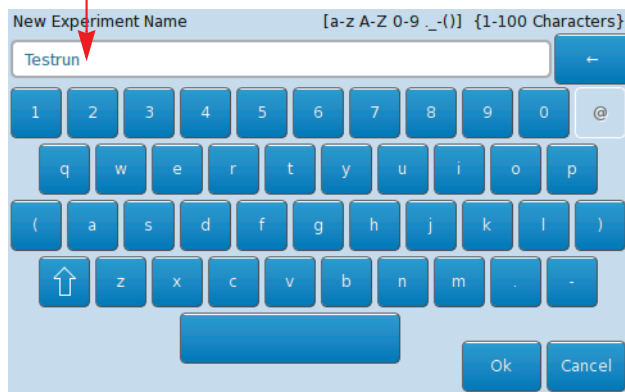 New Experiment Name [a-z A-Z 0-9 ._-()] {1-100 Characters}
Testrun ←
1 2 3 4 5 6 7 8 9 0 @
q w e r t y u i o p
( a s d f g h j k l )
z x c v b n m . -
Ok Cancel